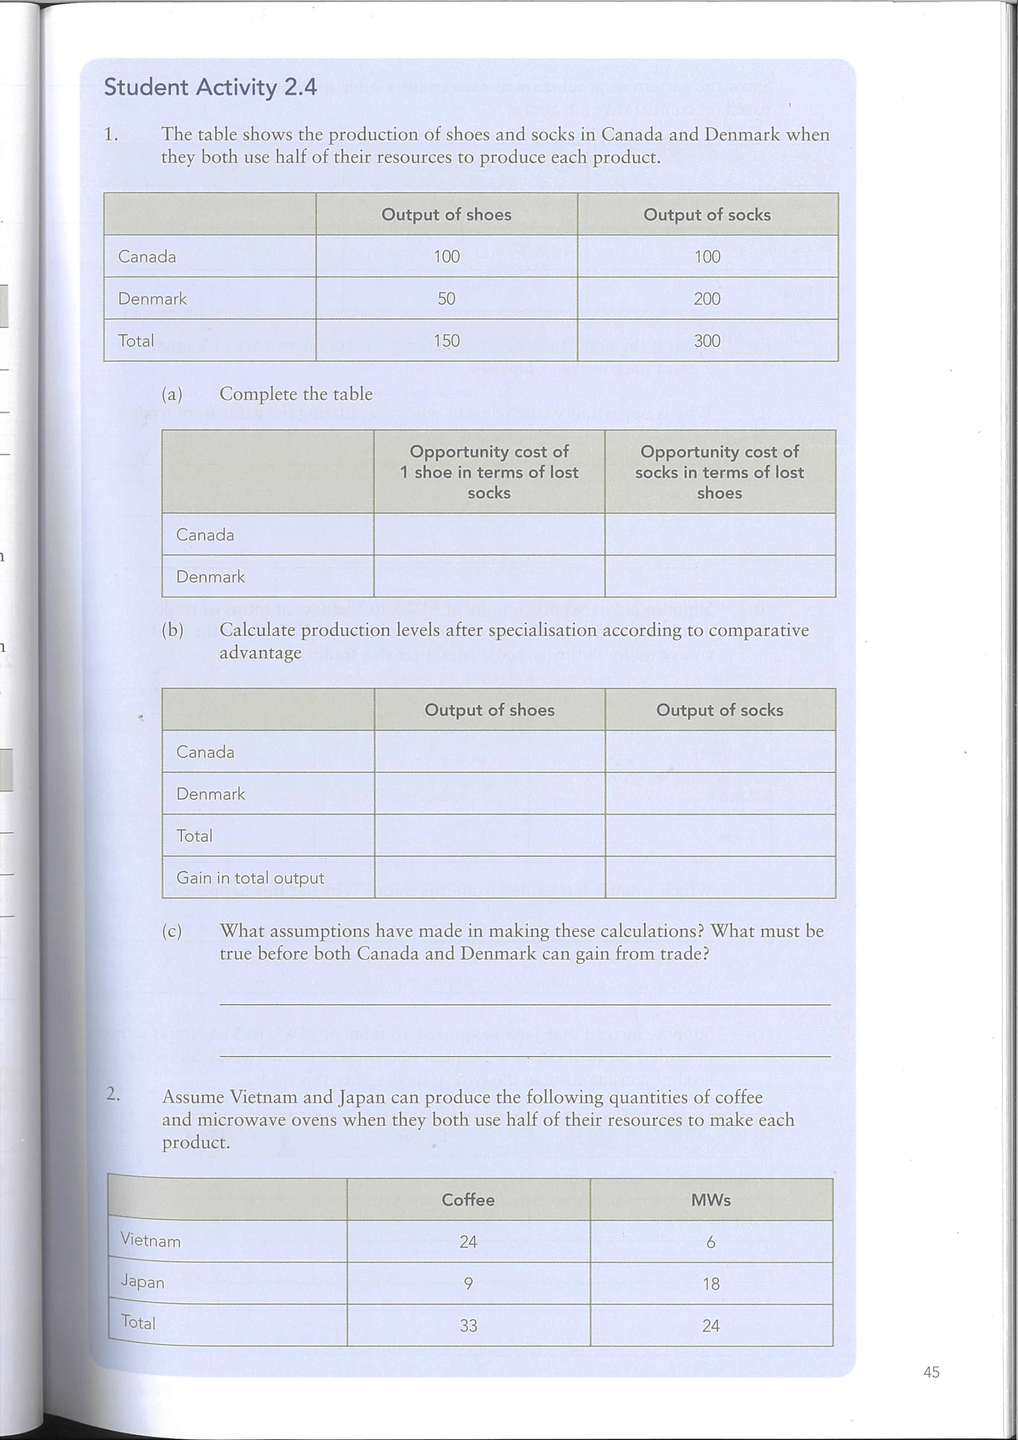 Student Activity 2.4
1. The table shows the production of shoes and socks in Canada and Denmark when
they both use half of their resources to produce each product.
Output of shoes Output of socks
Canada 100 100
Denmark 50 200
Total 150 300
(a) Complete the table
Opportunity cost of Opportunity cost of
1 shoe in terms of lost socks in terms of lost
socks shoes
Canada
Denmark
(b) Calculate production levels after specialisation according to comparative
advantage
Output of shoes Output of socks
Canada
Denmark
Total
Gain in total output
(c) What assumptions have made in making these calculations? What must be
true before both Canada and Denmark can gain from trade?
2. Assume Vietnam and Japan can produce the following quantities of coffee
and microwave ovens when they both use half of their resources to make each
product.
Coffee MWs
Vietnam 24 6
Japan 9 18
Total 33 24
45